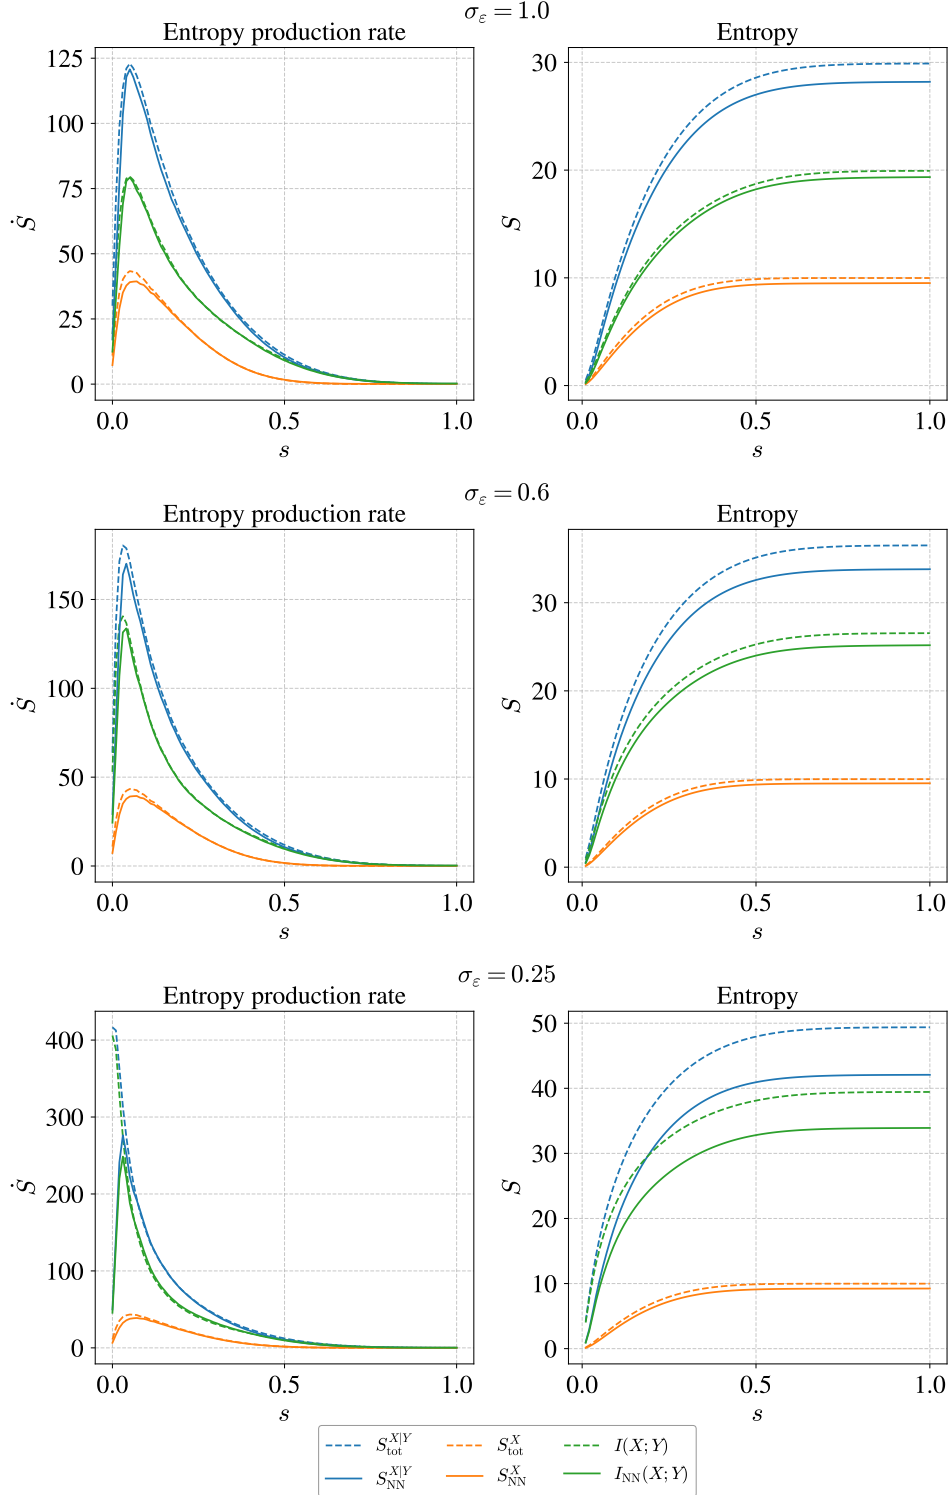 σ_ε = 1.0
Entropy production rate
Entropy
125
100
75
50
25
0
Ṡ
0.0 0.5 1.0
s
30
20
10
0
S
0.0 0.5 1.0
s
σ_ε = 0.6
Entropy production rate
Entropy
150
100
50
0
Ṡ
0.0 0.5 1.0
s
30
20
10
0
S
0.0 0.5 1.0
s
σ_ε = 0.25
Entropy production rate
Entropy
400
300
200
100
0
Ṡ
0.0 0.5 1.0
s
50
40
30
20
10
0
S
0.0 0.5 1.0
s
S_tot^{X|Y} S_tot^X I(X;Y)
S_NN^{X|Y} S_NN^X I_NN(X;Y)